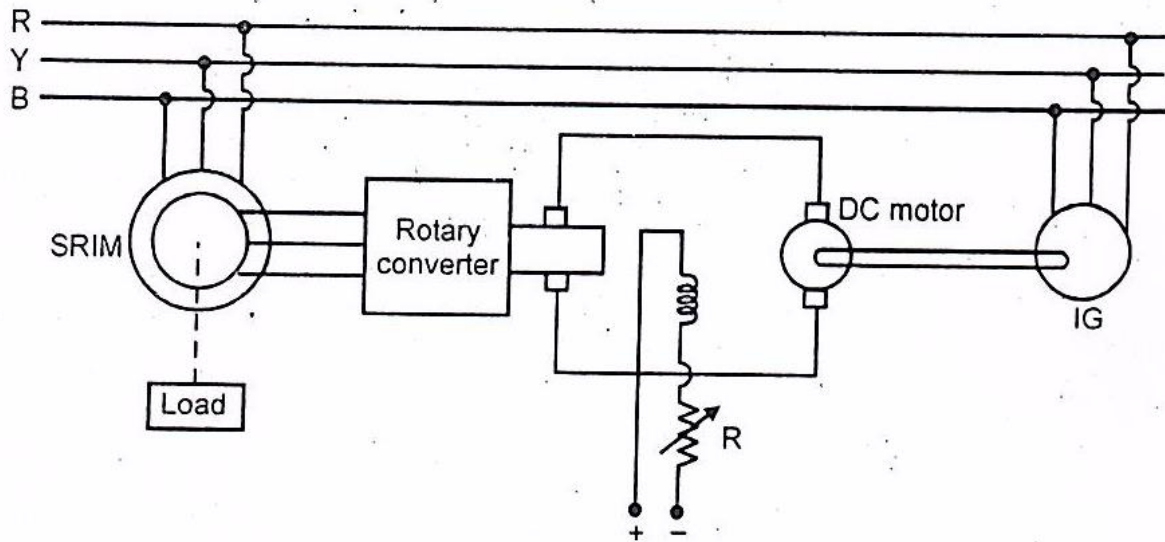 R
Y
B
SRIM
Rotary
converter
DC motor
IG
Load
R
+ −